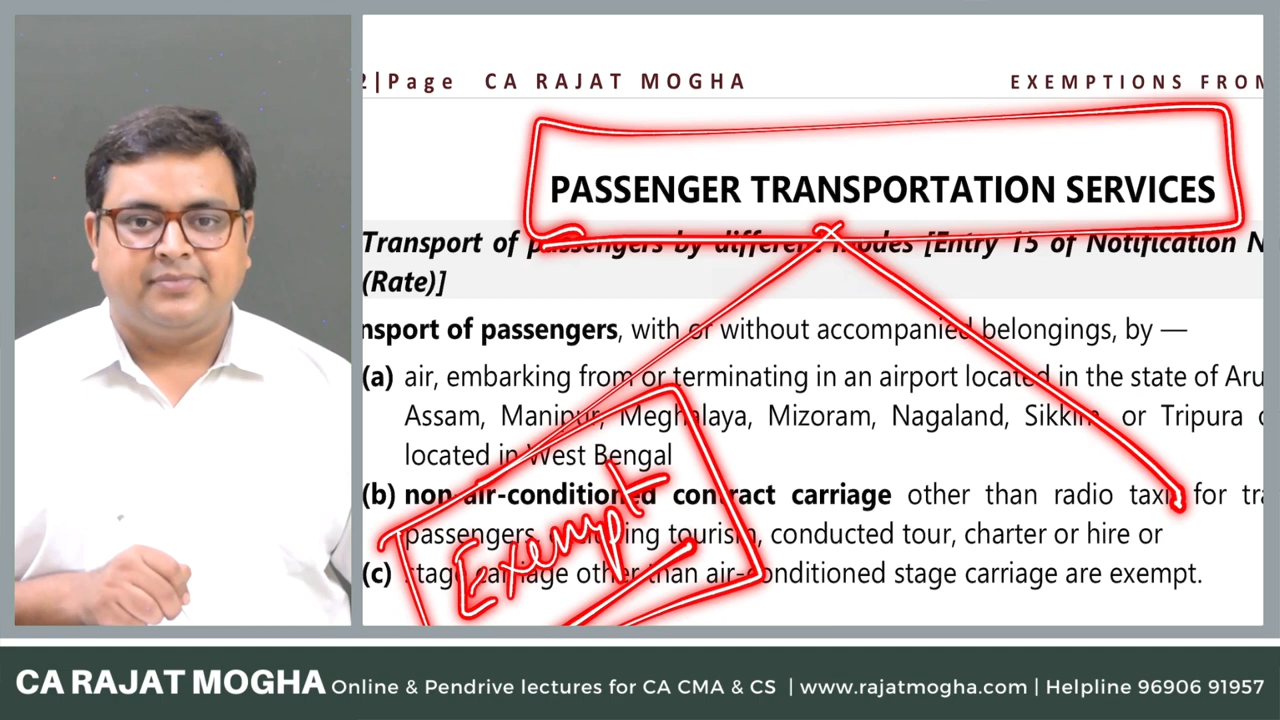 2|Page CA RAJAT MOGHA EXEMPTIONS FROM
PASSENGER TRANSPORTATION SERVICES
Transport of passengers by different modes [Entry 15 of Notification N
(Rate)]
nsport of passengers, with or without accompanied belongings, by —
(a) air, embarking from or terminating in an airport located in the state of Aru
Assam, Manipur, Meghalaya, Mizoram, Nagaland, Sikkim, or Tripura o
located in West Bengal
(b) non-air-conditioned contract carriage other than radio taxi, for tra
passengers, tourism, conducted tour, charter or hire or
(c) stage carriage other than air-conditioned stage carriage are exempt.
Exempt
CA RAJAT MOGHA Online & Pendrive lectures for CA CMA & CS | www.rajatmogha.com | Helpline 96906 91957